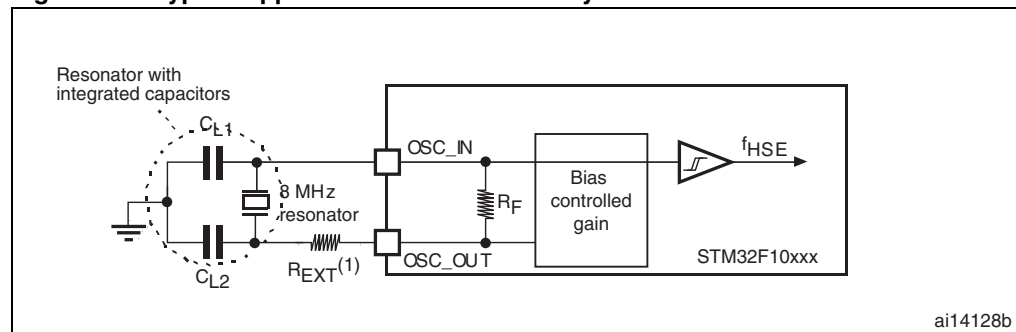 Resonator with
integrated capacitors
CL1
OSC_IN
fHSE
8 MHz
resonator
RF
Bias
controlled
gain
REXT(1)
OSC_OUT
STM32F10xxx
CL2
ai14128b